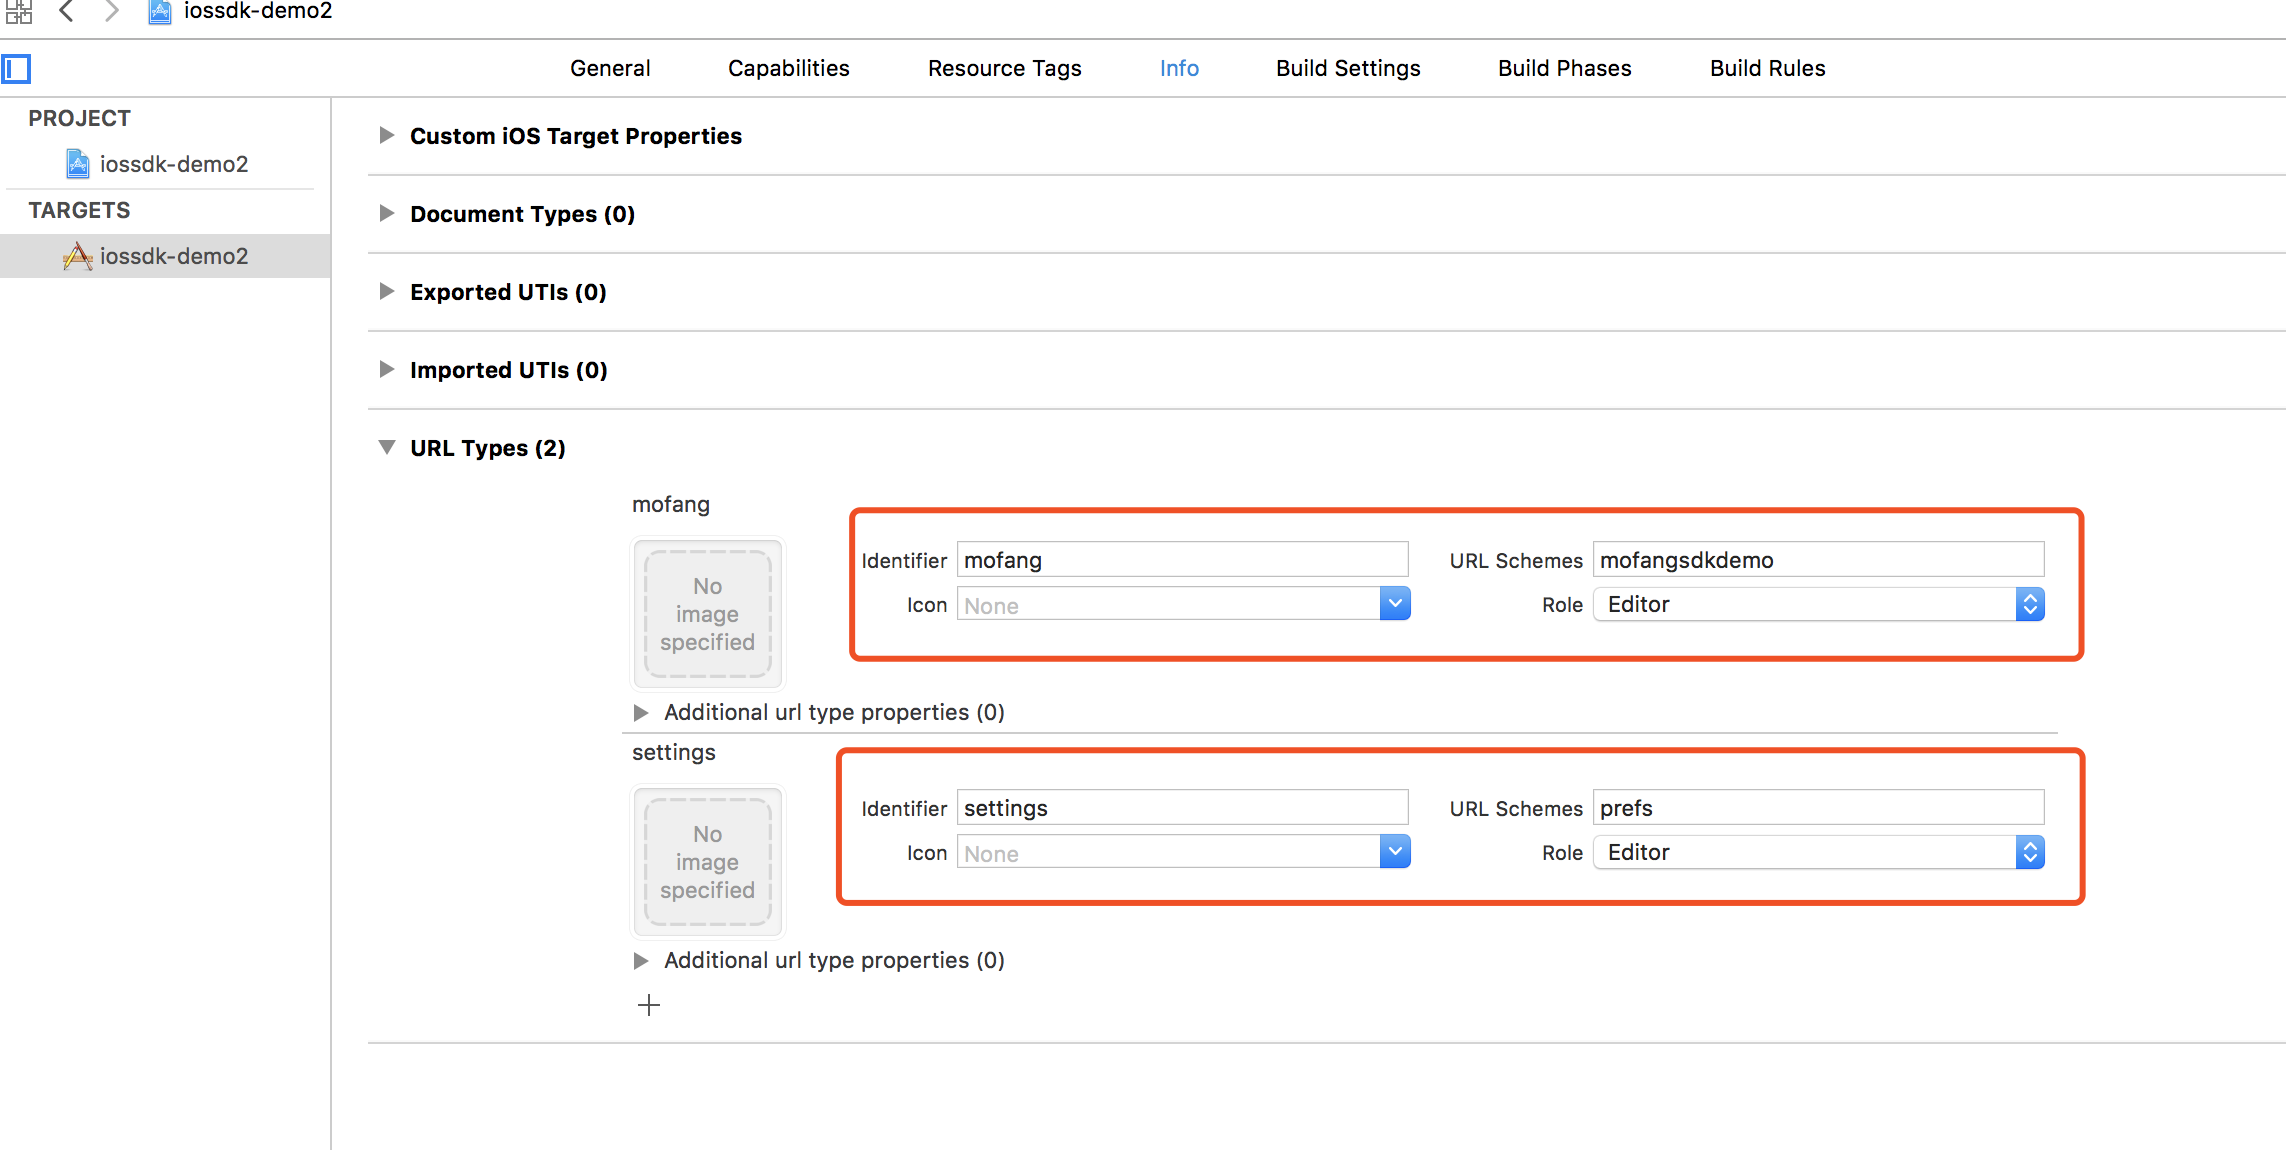 iossdk-demo2
General Capabilities Resource Tags Info Build Settings Build Phases Build Rules
PROJECT
iossdk-demo2
TARGETS
iossdk-demo2
Custom iOS Target Properties
Document Types (0)
Exported UTIs (0)
Imported UTIs (0)
URL Types (2)
mofang
No
image
specified
Identifier mofang URL Schemes mofangsdkdemo
Icon None Role Editor
Additional url type properties (0)
settings
No
image
specified
Identifier settings URL Schemes prefs
Icon None Role Editor
Additional url type properties (0)